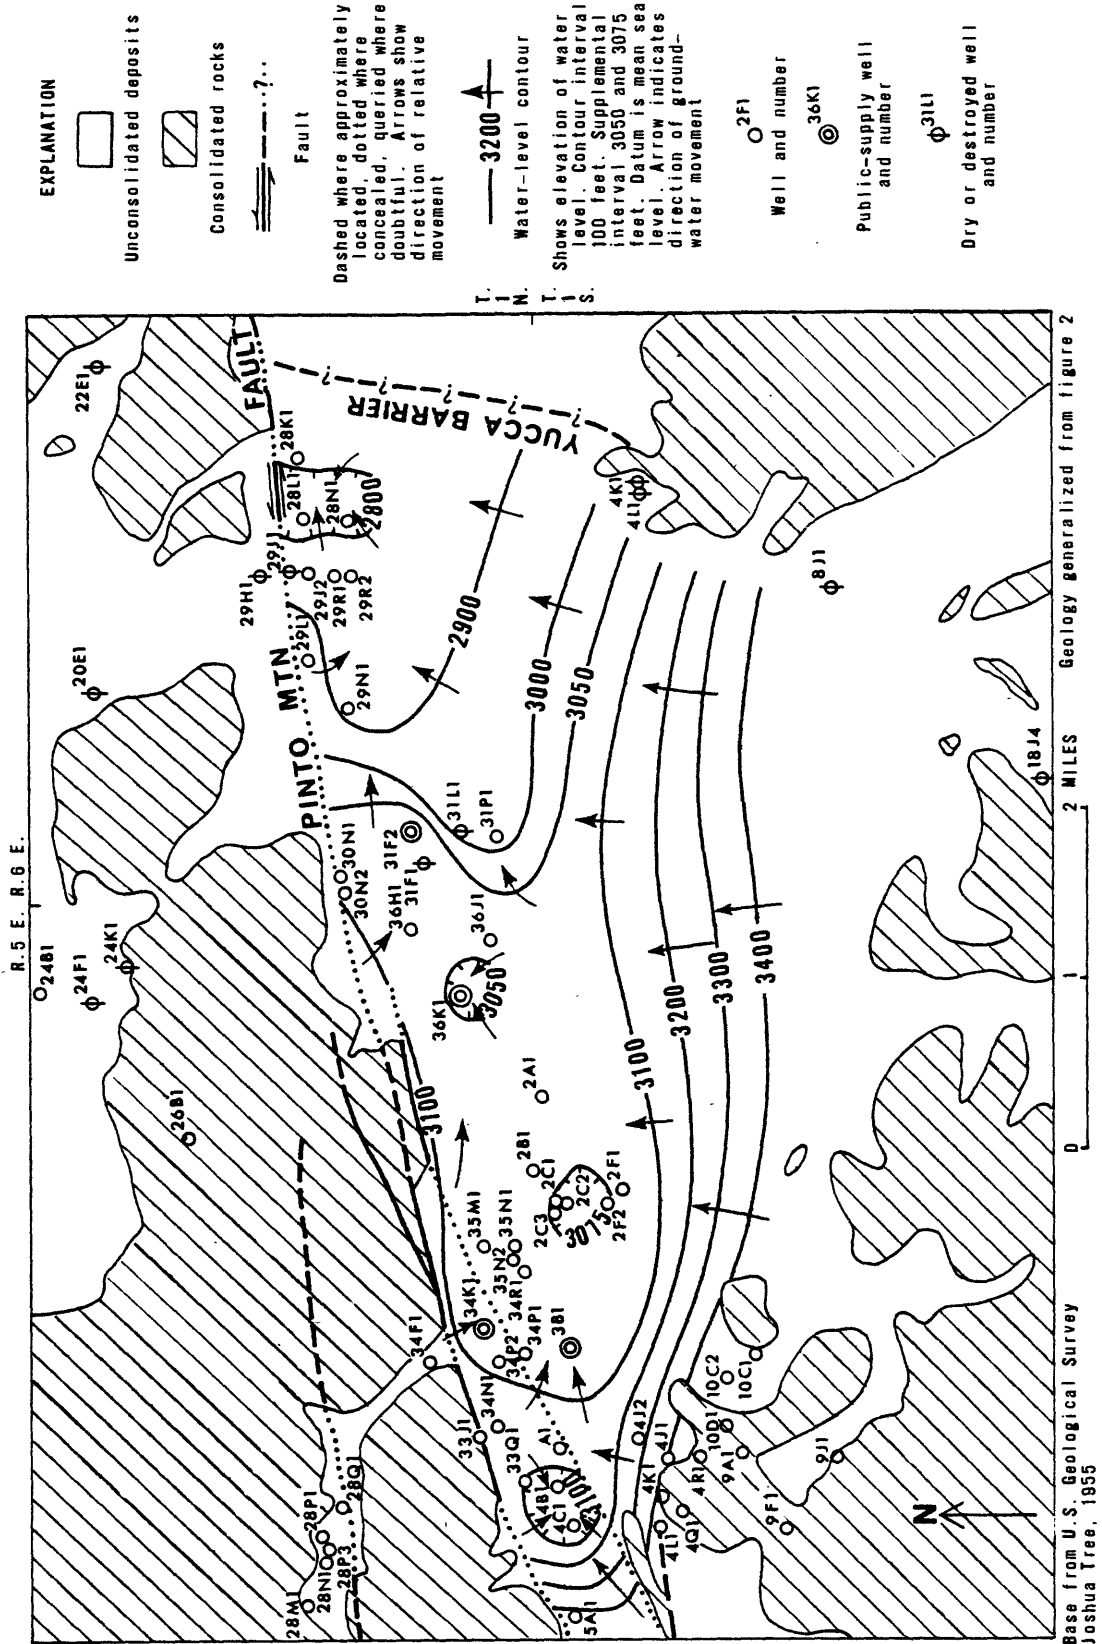 EXPLANATION
Unconsolidated deposits
Consolidated rocks
Fault
Dashed where approximately
located, dotted where
concealed, queried where
doubtful. Arrows show
direction of relative
movement
3200
Water-level contour
Shows elevation of water
level. Contour interval
100 feet. Supplemental
interval 3050 and 3075
feet. Datum is mean sea
level. Arrow indicates
direction of ground-
water movement
2F1
Well and number
36K1
Public-supply well
and number
31L1
Dry or destroyed well
and number
R.5 E. R.6 E.
T.
1
N.
T.
1
S.
24B1
24F1
24K1
20E1
22E1
26B1
PINTO MTN FAULT
YUCCA BARRIER
28M1
28N1
28P1
28P3
28Q1
34F1
33J1
34N1
33Q1
34K1
34P2
34P1
34R1
35N2
35M1
35N1
3B1
A1
4B1
4C1
3100
5A1
4J2
4J1
4K1
4L1
4Q1
4R1
9A1
10D1
10C2
10C1
9J1
9F1
2A1
2B1
2C1
2C2
2C3
3075
2F2
2F1
3100
36K1
3050
36J1
36H1
31F1
31F2
31L1
31P1
30N2
30N1
29N1
29L1
29H1
29J1
29J2
29R1
29R2
28L1
28N1
28K1
2800
2900
3000
3050
3100
3200
3300
3400
4K1
4L1
8J1
18J4
N
0 1 2 MILES
Base from U.S. Geological Survey
Joshua Tree, 1955
Geology generalized from figure 2